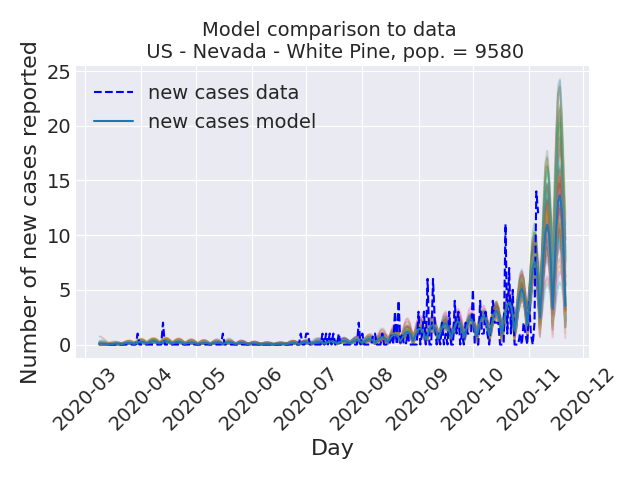 Model comparison to data
US - Nevada - White Pine, pop. = 9580
Number of new cases reported
25
20
15
10
5
0
new cases data
new cases model
2020-03
2020-04
2020-05
2020-06
2020-07
2020-08
2020-09
2020-10
2020-11
2020-12
Day